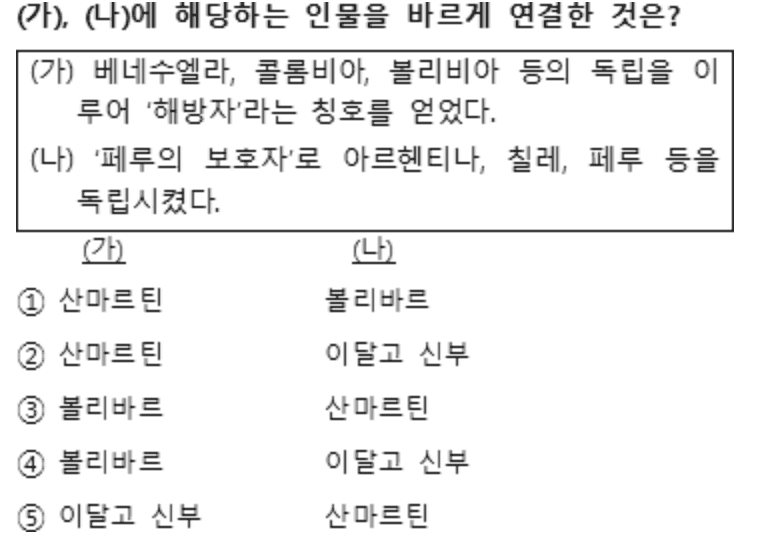 (가), (나)에 해당하는 인물을 바르게 연결한 것은?
(가) 베네수엘라, 콜롬비아, 볼리비아 등의 독립을 이
루어 '해방자'라는 칭호를 얻었다.
(나) '페루의 보호자'로 아르헨티나, 칠레, 페루 등을
독립시켰다.
(가) (나)
① 산마르틴 볼리바르
② 산마르틴 이달고 신부
③ 볼리바르 산마르틴
④ 볼리바르 이달고 신부
⑤ 이달고 신부 산마르틴